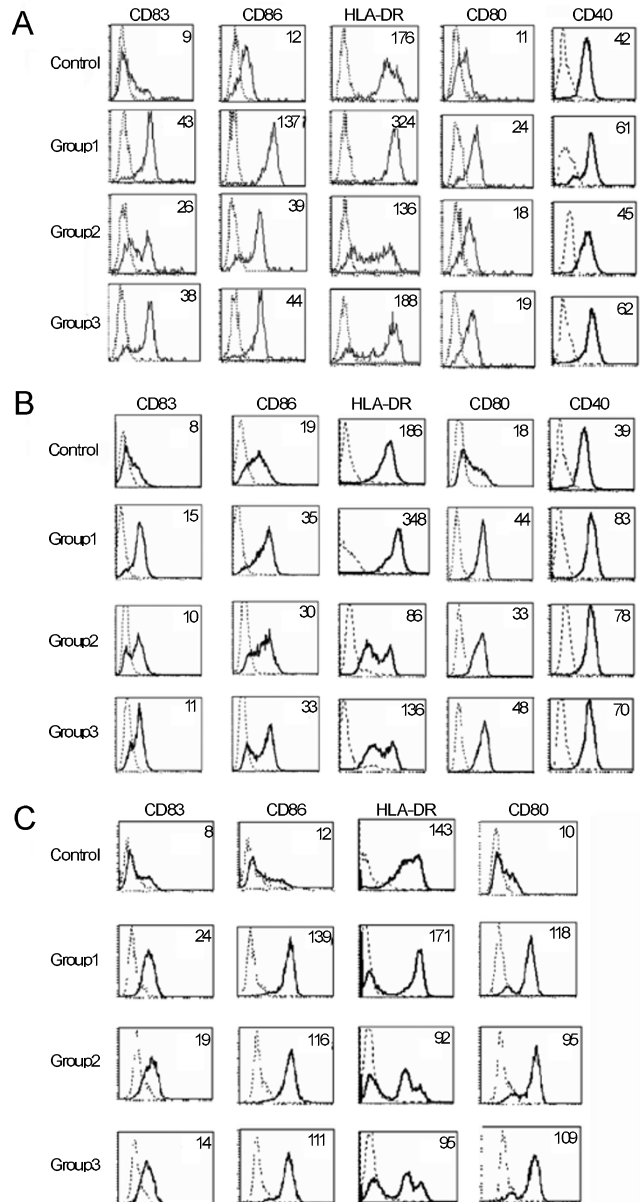 A
CD83 CD86 HLA-DR CD80 CD40
Control 9 12 176 11 42
Group1 43 137 324 24 61
Group2 26 39 136 18 45
Group3 38 44 188 19 62
B
CD83 CD86 HLA-DR CD80 CD40
Control 8 19 186 18 39
Group1 15 35 348 44 83
Group2 10 30 86 33 78
Group3 11 33 136 48 70
C
CD83 CD86 HLA-DR CD80
Control 8 12 143 10
Group1 24 139 171 118
Group2 19 116 92 95
Group3 14 111 95 109